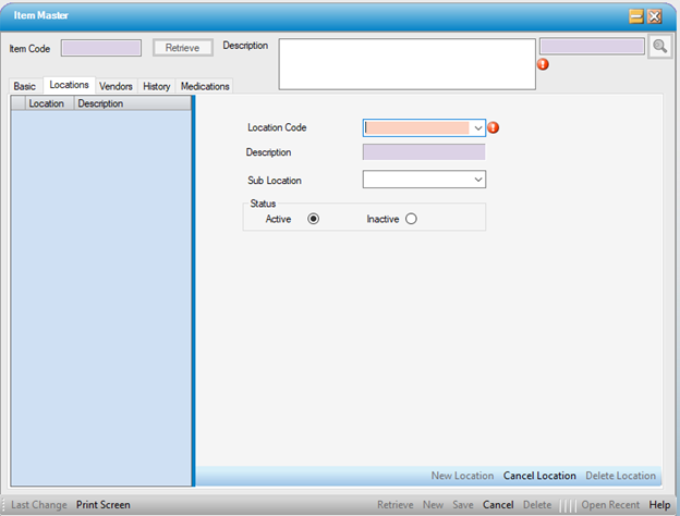 Item Master
Item Code Retrieve Description
Basic Locations Vendors History Medications
Location Description
Location Code
Description
Sub Location
Status
Active Inactive
New Location Cancel Location Delete Location
Last Change Print Screen Retrieve New Save Cancel Delete Open Recent Help